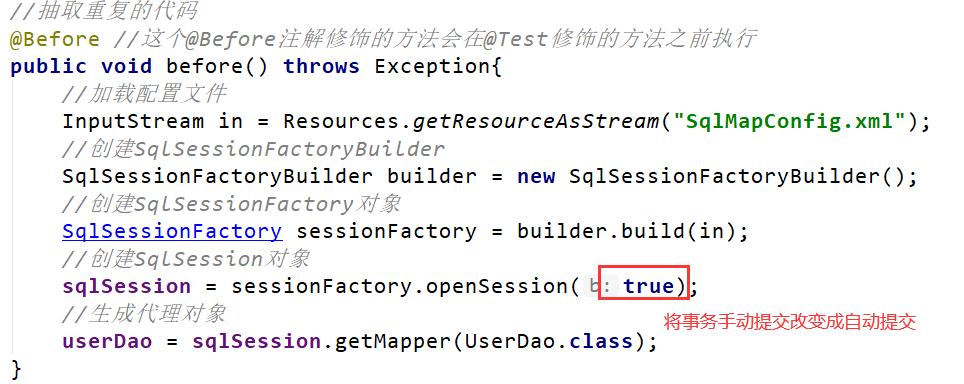 //抽取重复的代码
@Before //这个@Before注解修饰的方法会在@Test修饰的方法之前执行
public void before() throws Exception{
//加载配置文件
InputStream in = Resources.getResourceAsStream("SqlMapConfig.xml");
//创建SqlSessionFactoryBuilder
SqlSessionFactoryBuilder builder = new SqlSessionFactoryBuilder();
//创建SqlSessionFactory对象
SqlSessionFactory sessionFactory = builder.build(in);
//创建SqlSession对象
sqlSession = sessionFactory.openSession( b: true);
将事务手动提交改变成自动提交
//生成代理对象
userDao = sqlSession.getMapper(UserDao.class);
}